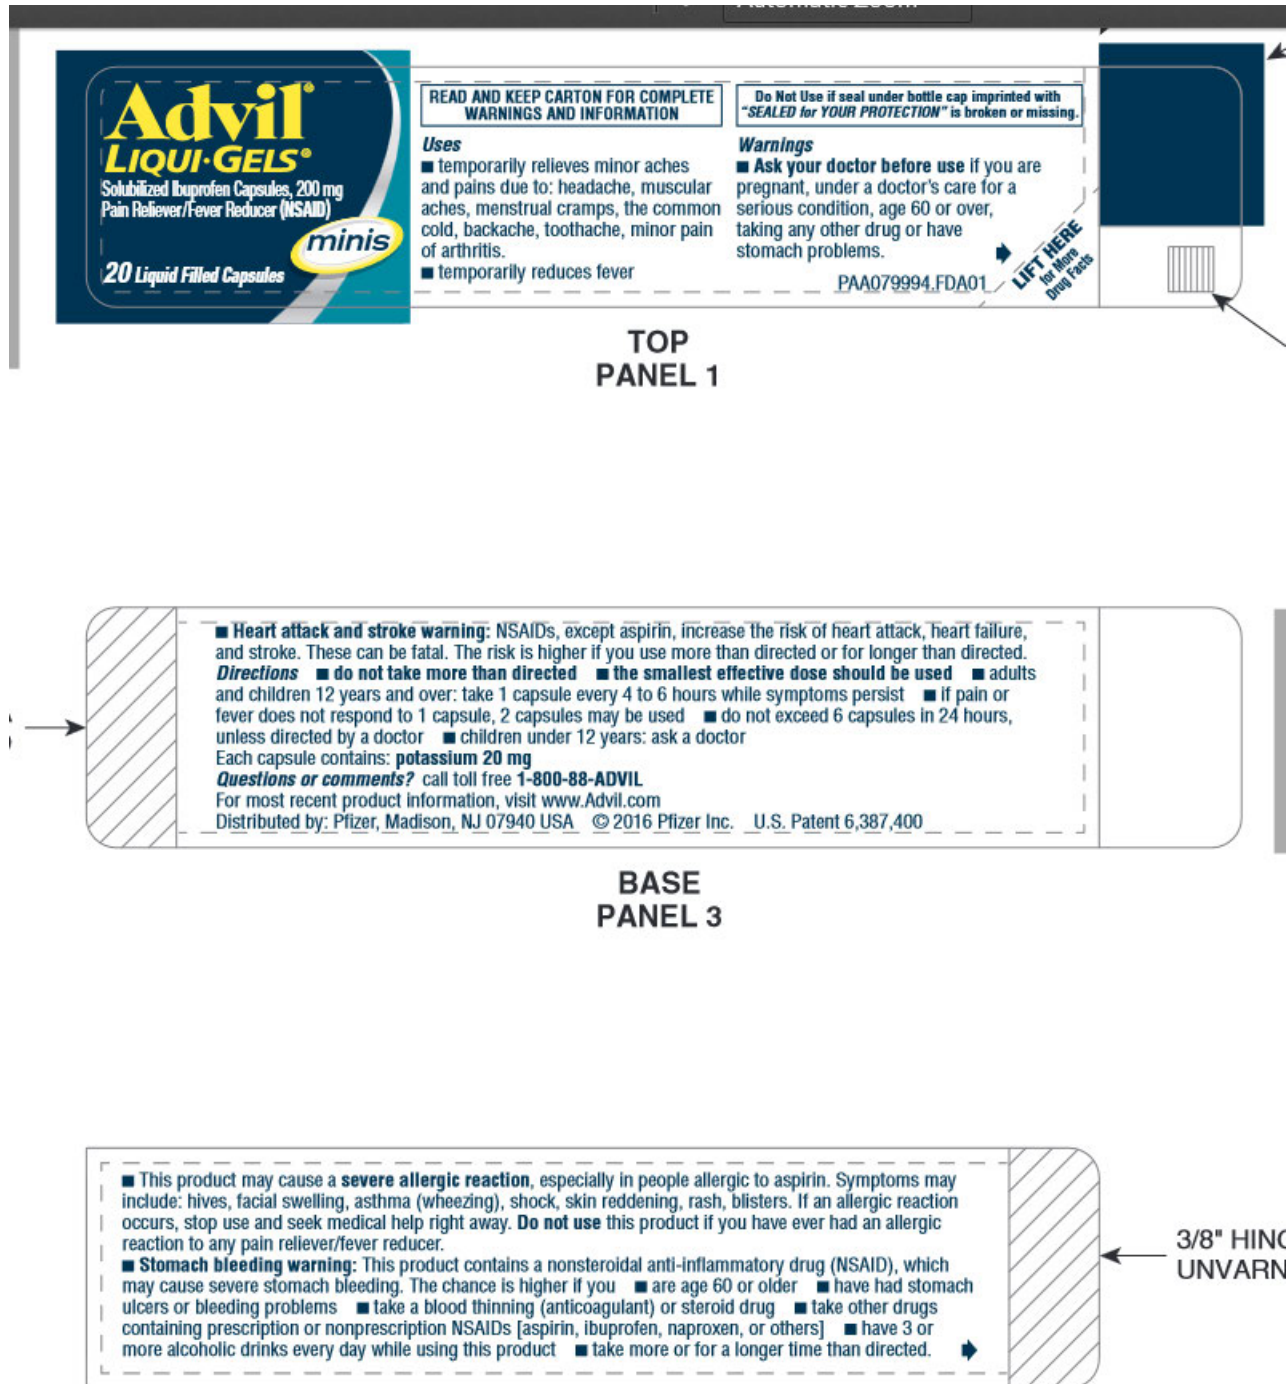 Advil®
LIQUI·GELS®
Solubilized Ibuprofen Capsules, 200 mg
Pain Reliever/Fever Reducer (NSAID)
minis
20 Liquid Filled Capsules
READ AND KEEP CARTON FOR COMPLETE
WARNINGS AND INFORMATION
Uses
■ temporarily relieves minor aches
and pains due to: headache, muscular
aches, menstrual cramps, the common
cold, backache, toothache, minor pain
of arthritis.
■ temporarily reduces fever
Do Not Use if seal under bottle cap imprinted with
"SEALED for YOUR PROTECTION" is broken or missing.
Warnings
■ Ask your doctor before use if you are
pregnant, under a doctor's care for a
serious condition, age 60 or over,
taking any other drug or have
stomach problems.
PAA079994.FDA01
LIFT HERE
for More
Drug Facts
TOP
PANEL 1
■ Heart attack and stroke warning: NSAIDs, except aspirin, increase the risk of heart attack, heart failure,
and stroke. These can be fatal. The risk is higher if you use more than directed or for longer than directed.
Directions ■ do not take more than directed ■ the smallest effective dose should be used ■ adults
and children 12 years and over: take 1 capsule every 4 to 6 hours while symptoms persist ■ if pain or
fever does not respond to 1 capsule, 2 capsules may be used ■ do not exceed 6 capsules in 24 hours,
unless directed by a doctor ■ children under 12 years: ask a doctor
Each capsule contains: potassium 20 mg
Questions or comments? call toll free 1-800-88-ADVIL
For most recent product information, visit www.Advil.com
Distributed by: Pfizer, Madison, NJ 07940 USA © 2016 Pfizer Inc. U.S. Patent 6,387,400
BASE
PANEL 3
■ This product may cause a severe allergic reaction, especially in people allergic to aspirin. Symptoms may
include: hives, facial swelling, asthma (wheezing), shock, skin reddening, rash, blisters. If an allergic reaction
occurs, stop use and seek medical help right away. Do not use this product if you have ever had an allergic
reaction to any pain reliever/fever reducer.
■ Stomach bleeding warning: This product contains a nonsteroidal anti-inflammatory drug (NSAID), which
may cause severe stomach bleeding. The chance is higher if you ■ are age 60 or older ■ have had stomach
ulcers or bleeding problems ■ take a blood thinning (anticoagulant) or steroid drug ■ take other drugs
containing prescription or nonprescription NSAIDs [aspirin, ibuprofen, naproxen, or others] ■ have 3 or
more alcoholic drinks every day while using this product ■ take more or for a longer time than directed.
3/8" HING
UNVARN